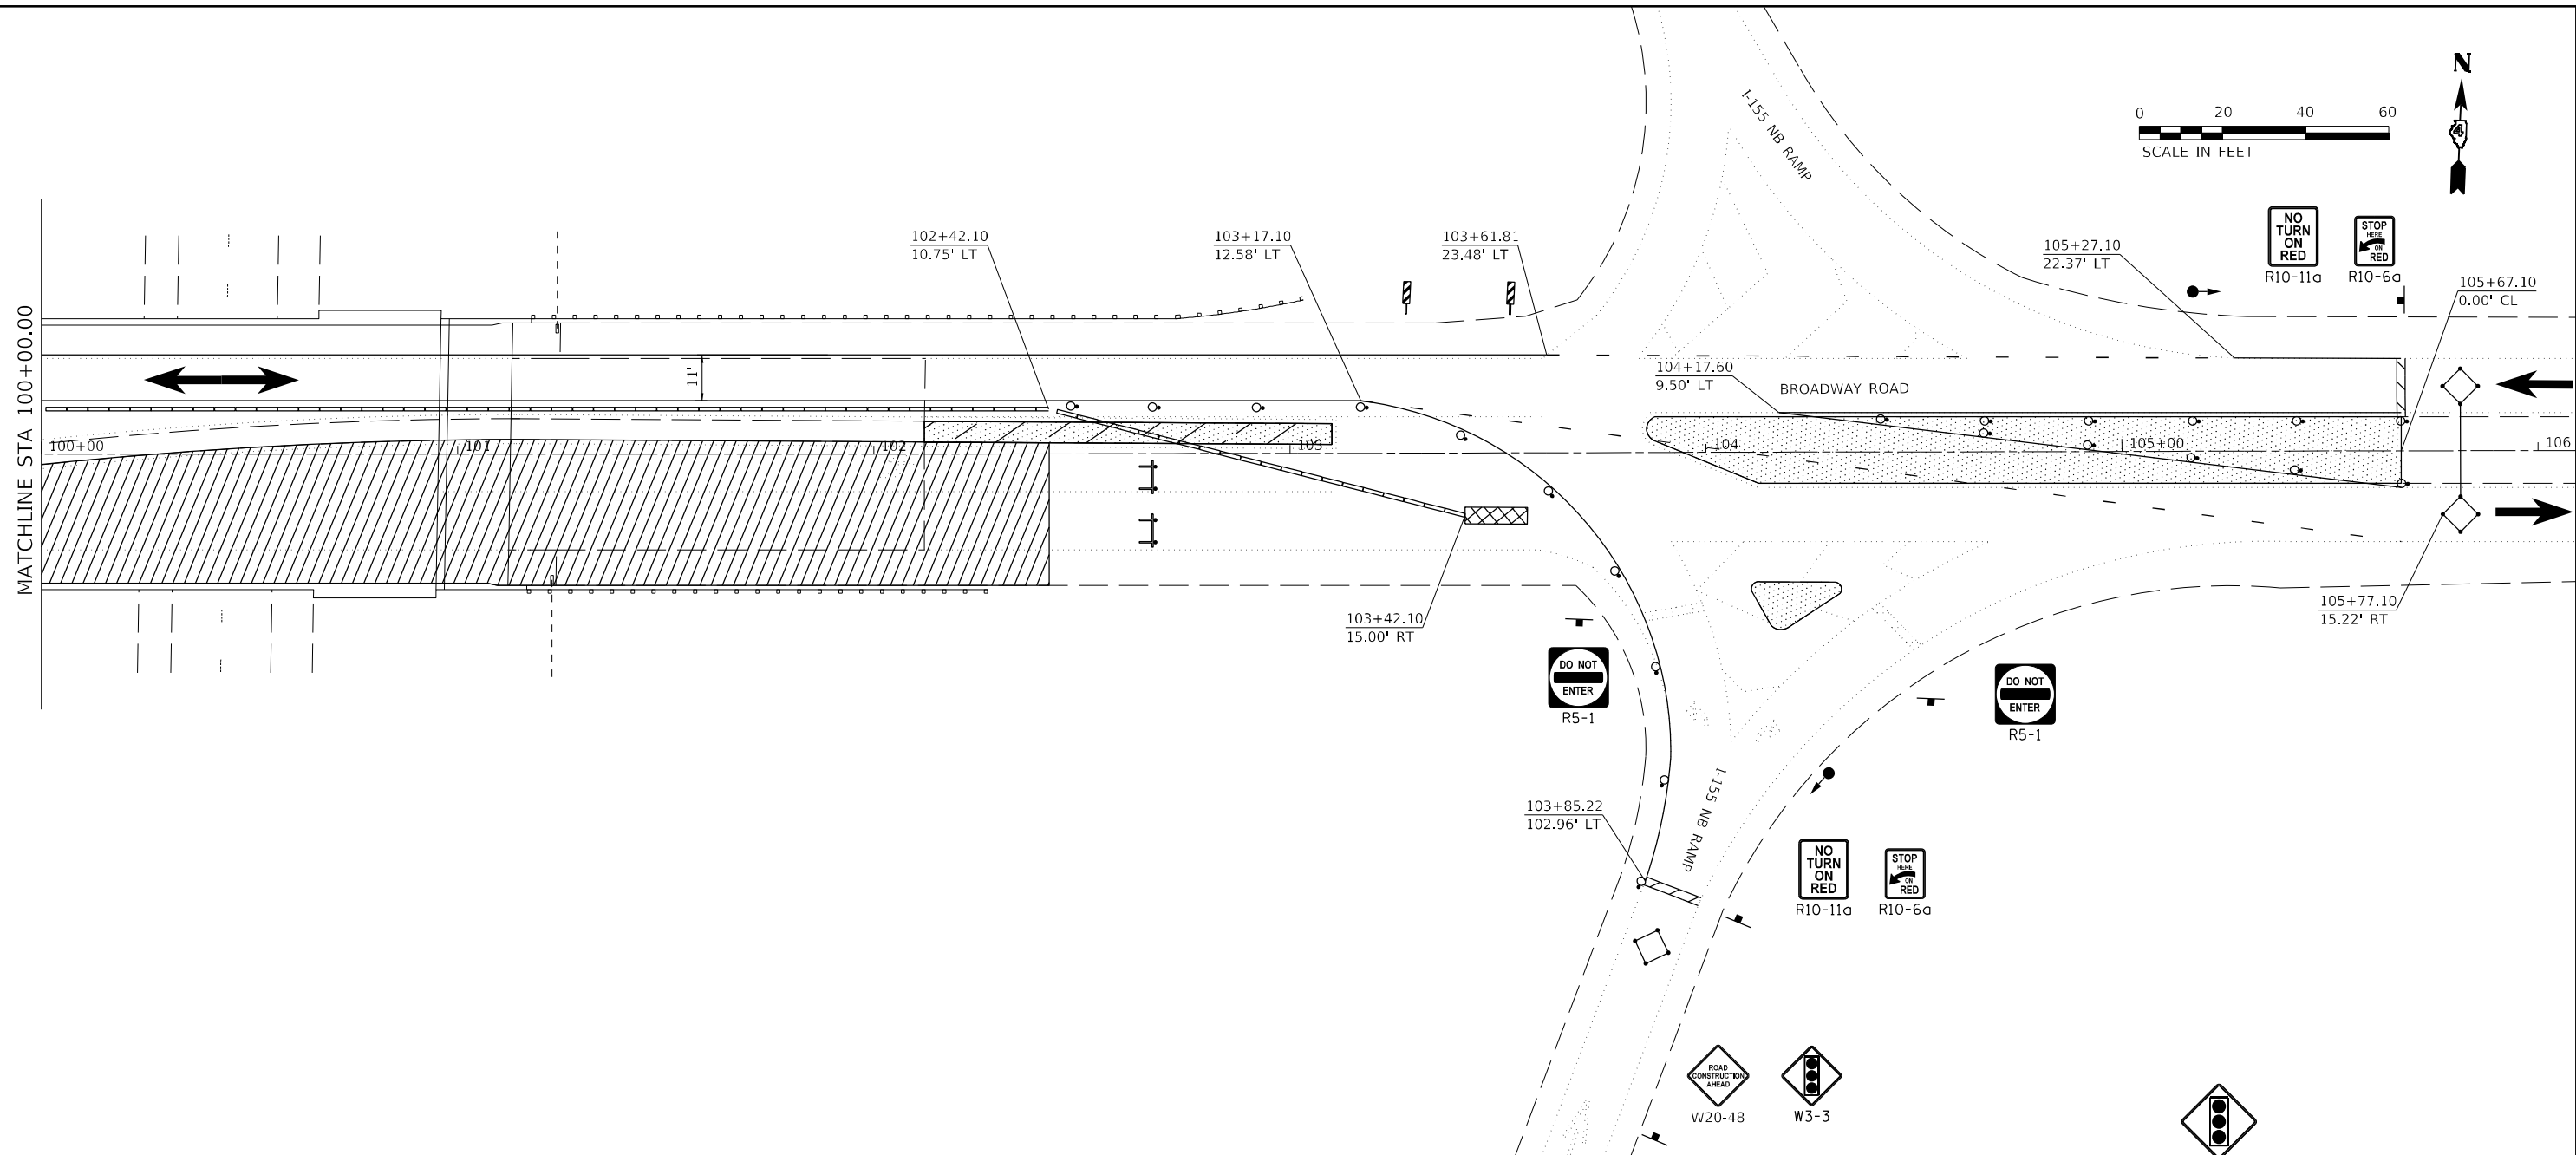 MATCHLINE STA 100+00.00
I-155 NB RAMP
0 20 40 60
SCALE IN FEET
N
4
102+42.10
10.75' LT
103+17.10
12.58' LT
103+61.81
23.48' LT
105+27.10
22.37' LT
NO
TURN
ON
RED
R10-11a
STOP
HERE
ON
RED
R10-6a
105+67.10
0.00' CL
11'
104+17.60
9.50' LT
BROADWAY ROAD
100+00
101
102
103
104
105+00
106
103+42.10
15.00' RT
105+77.10
15.22' RT
DO NOT
ENTER
R5-1
DO NOT
ENTER
R5-1
I-155 NB RAMP
103+85.22
102.96' LT
NO
TURN
ON
RED
R10-11a
STOP
HERE
ON
RED
R10-6a
ROAD
CONSTRUCTION
AHEAD
W20-48
W3-3